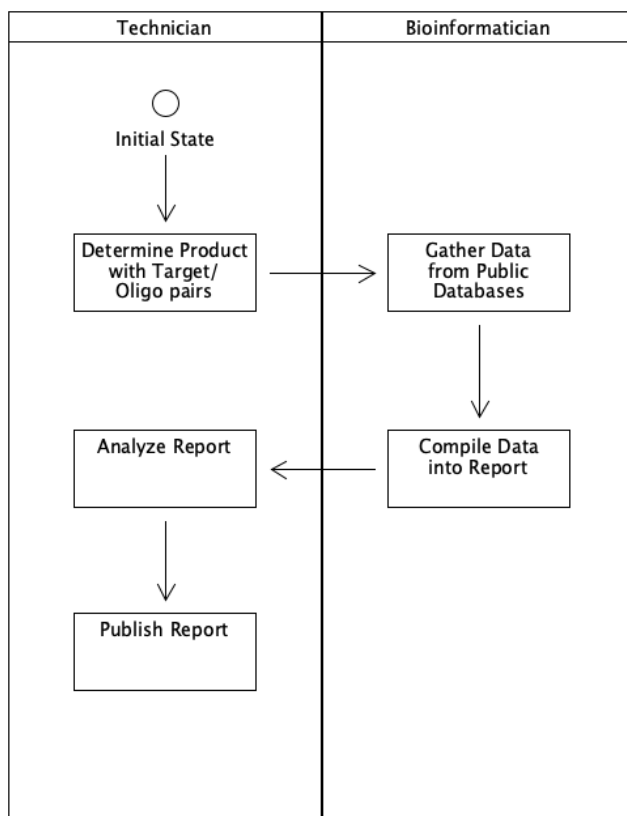 Technician
Bioinformatician
Initial State
Determine Product
with Target/
Oligo pairs
Gather Data
from Public
Databases
Analyze Report
Compile Data
into Report
Publish Report